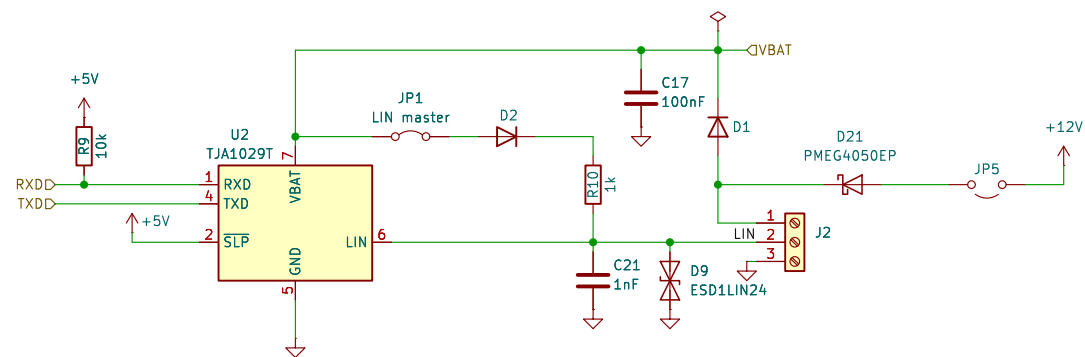 VBAT
C17
100nF
+5V
JP1
LIN master
D2
D1
+12V
D21
PMEG4050EP
JP5
R9
10k
U2
TJA1029T
7
R10
1k
RXD
1
RXD
VBAT
TXD
4
TXD
+5V
2
SLP
LIN
6
LIN
1
2
3
J2
GND
5
C21
1nF
D9
ESD1LIN24